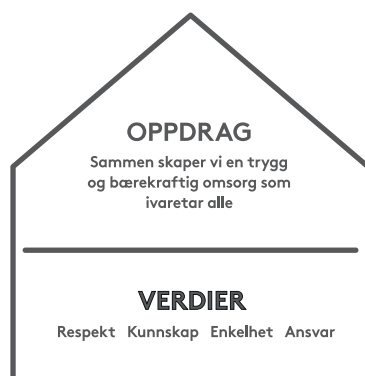 OPPDRAG
Sammen skaper vi en trygg
og bærekraftig omsorg som
ivaretar alle
VERDIER
Respekt Kunnskap Enkelhet Ansvar